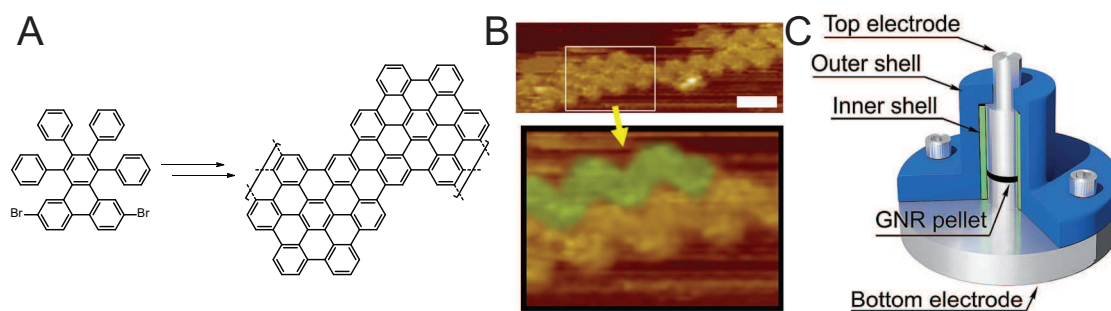 A
Br
Br
B
C
Top electrode
Outer shell
Inner shell
GNR pellet
Bottom electrode